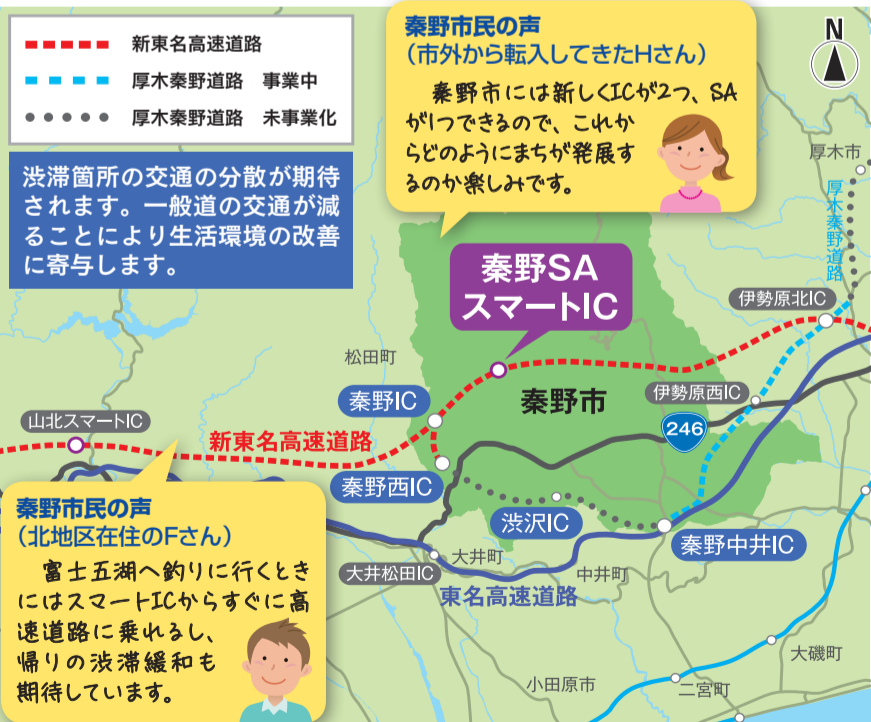 新東名高速道路
厚木秦野道路 事業中
厚木秦野道路 未事業化
渋滞箇所の交通の分散が期待
されます。一般道の交通が減
ることにより生活環境の改善
に寄与します。
秦野市民の声
(市外から転入してきたHさん)
秦野市には新しくICが2つ、SA
が1つできるので、これか
らどのようにまちが発展す
るのか楽しみです。
N
厚木市
厚木秦野道路
秦野SA
スマートIC
伊勢原北IC
松田町
秦野IC
秦野市
伊勢原西IC
246
山北スマートIC
新東名高速道路
秦野西IC
渋沢IC
秦野中井IC
大井松田IC
大井町
中井町
東名高速道路
秦野市民の声
(北地区在住のFさん)
富士五湖へ釣りに行くとき
にはスマートICからすぐに高
速道路に乗れるし、
帰りの渋滞緩和も
期待しています。
小田原市
二宮町
大磯町